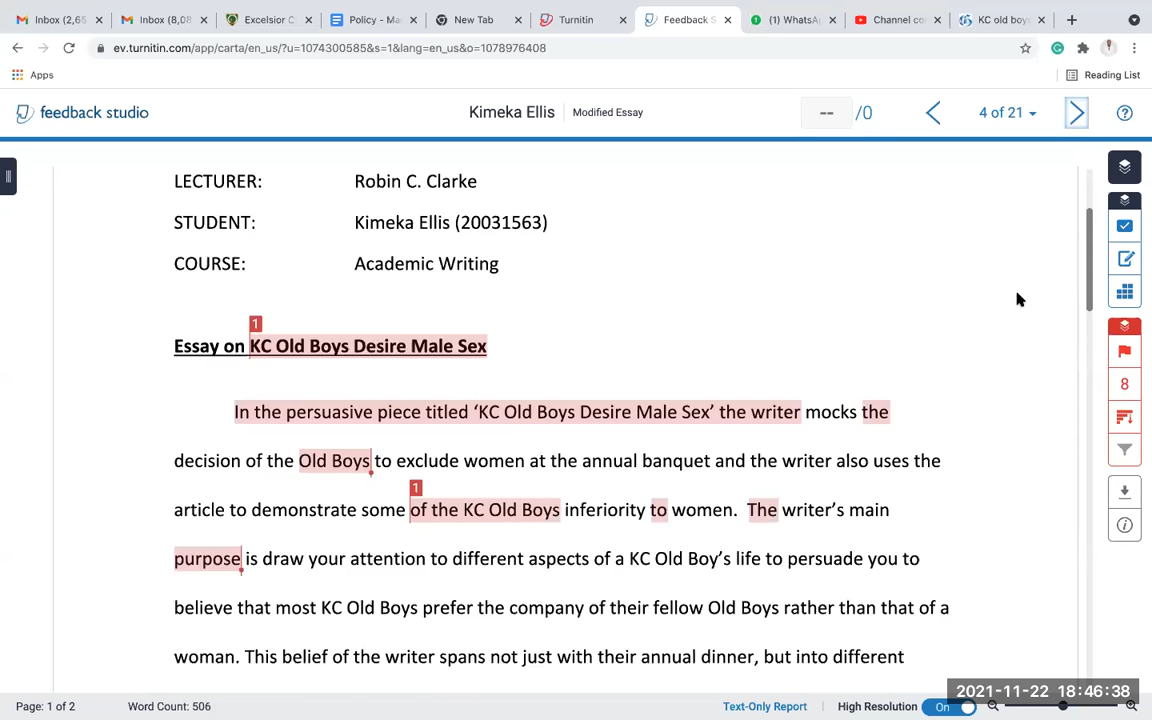 Inbox (2,65
Inbox (8,08
Excelsior C
Policy - Ma
New Tab
Turnitin
Feedback S
(1) WhatsAp
Channel co
KC old boy
ev.turnitin.com/app/carta/en_us/?u=1074300585&s=1&lang=en_us&o=1078976408
Apps
Reading List
feedback studio
Kimeka Ellis
Modified Essay
-- /0
4 of 21
LECTURER: Robin C. Clarke
STUDENT: Kimeka Ellis (20031563)
COURSE: Academic Writing
1
Essay on KC Old Boys Desire Male Sex
In the persuasive piece titled ‘KC Old Boys Desire Male Sex’ the writer mocks the
decision of the Old Boys to exclude women at the annual banquet and the writer also uses the
1
article to demonstrate some of the KC Old Boys inferiority to women. The writer’s main
purpose is draw your attention to different aspects of a KC Old Boy’s life to persuade you to
believe that most KC Old Boys prefer the company of their fellow Old Boys rather than that of a
woman. This belief of the writer spans not just with their annual dinner, but into different
8
Page: 1 of 2
Word Count: 506
Text-Only Report
High Resolution
On
2021-11-22 18:46:38